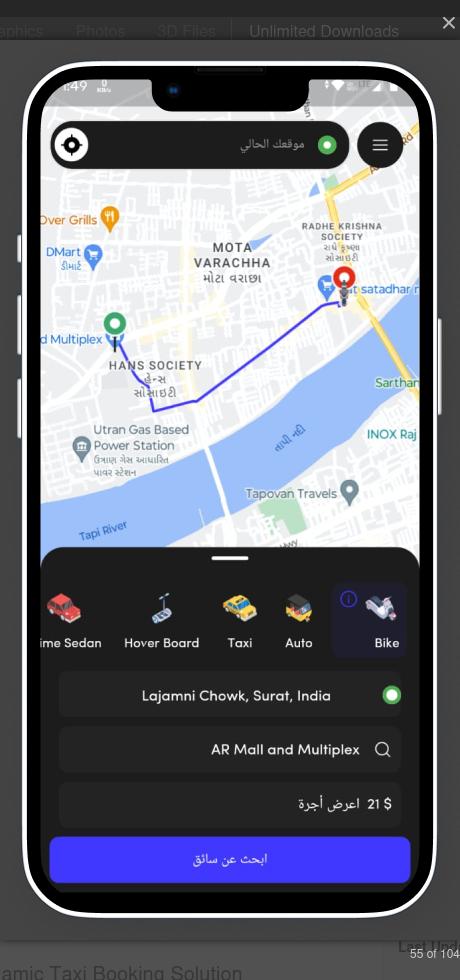 Photos
3D Files
Unlimited Downloads
1:49
موقعك الحالي
Over Grills
DMart
ડીમાર્ટ
MOTA
VARACHHA
મોટા વરાછા
RADHE KRISHNA
SOCIETY
રાધે કૃષ્ણા
સોસાઇટી
satadhar
d Multiplex
HANS SOCIETY
હંન્સ
સોસાઇટી
Sarthan
Utran Gas Based
Power Station
ઉત્રાણ ગેસ આધારિત
પાવર સ્ટેશન
તાપી નદી
INOX Raj
Tapovan Travels
Tapi River
ime Sedan
Hover Board
Taxi
Auto
Bike
Lajamni Chowk, Surat, India
AR Mall and Multiplex
21 $ اعرض أجرة
ابحث عن سائق
55 of 104
amic Taxi Booking Solution